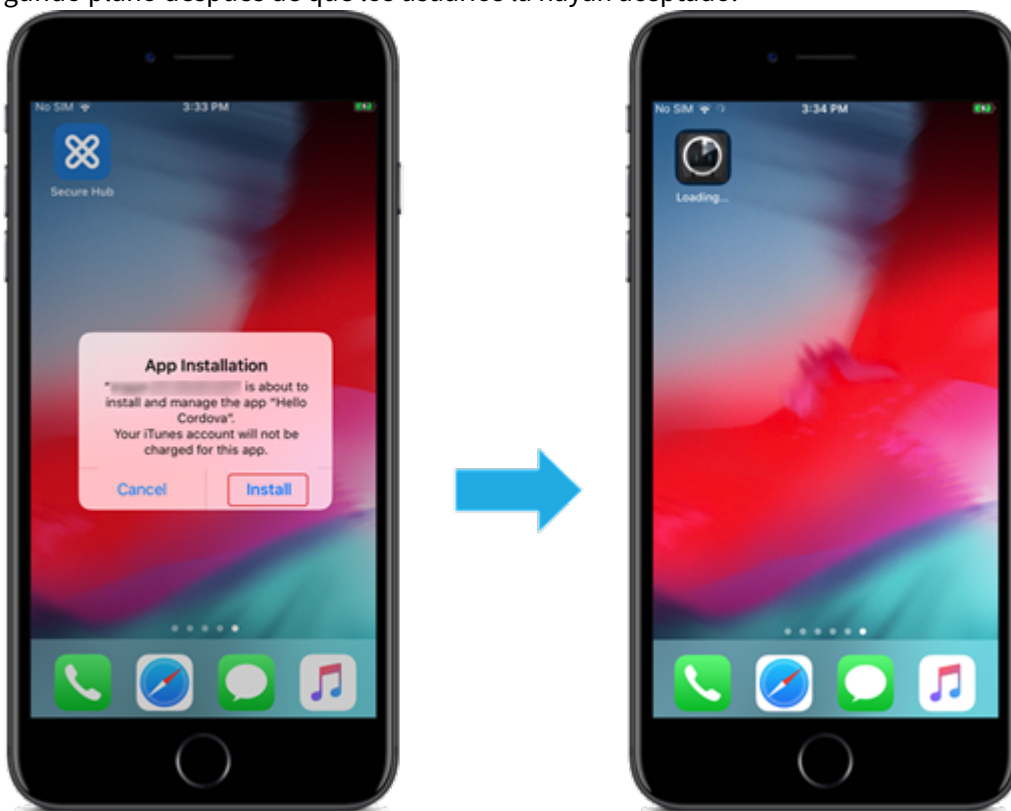 segundo plano después de que los usuarios la hayan aceptado.
No SIM 3:33 PM
Secure Hub
App Installation
" " is about to
install and manage the app "Hello
Cordova".
Your iTunes account will not be
charged for this app.
Cancel Install
No SIM 3:34 PM
Loading...